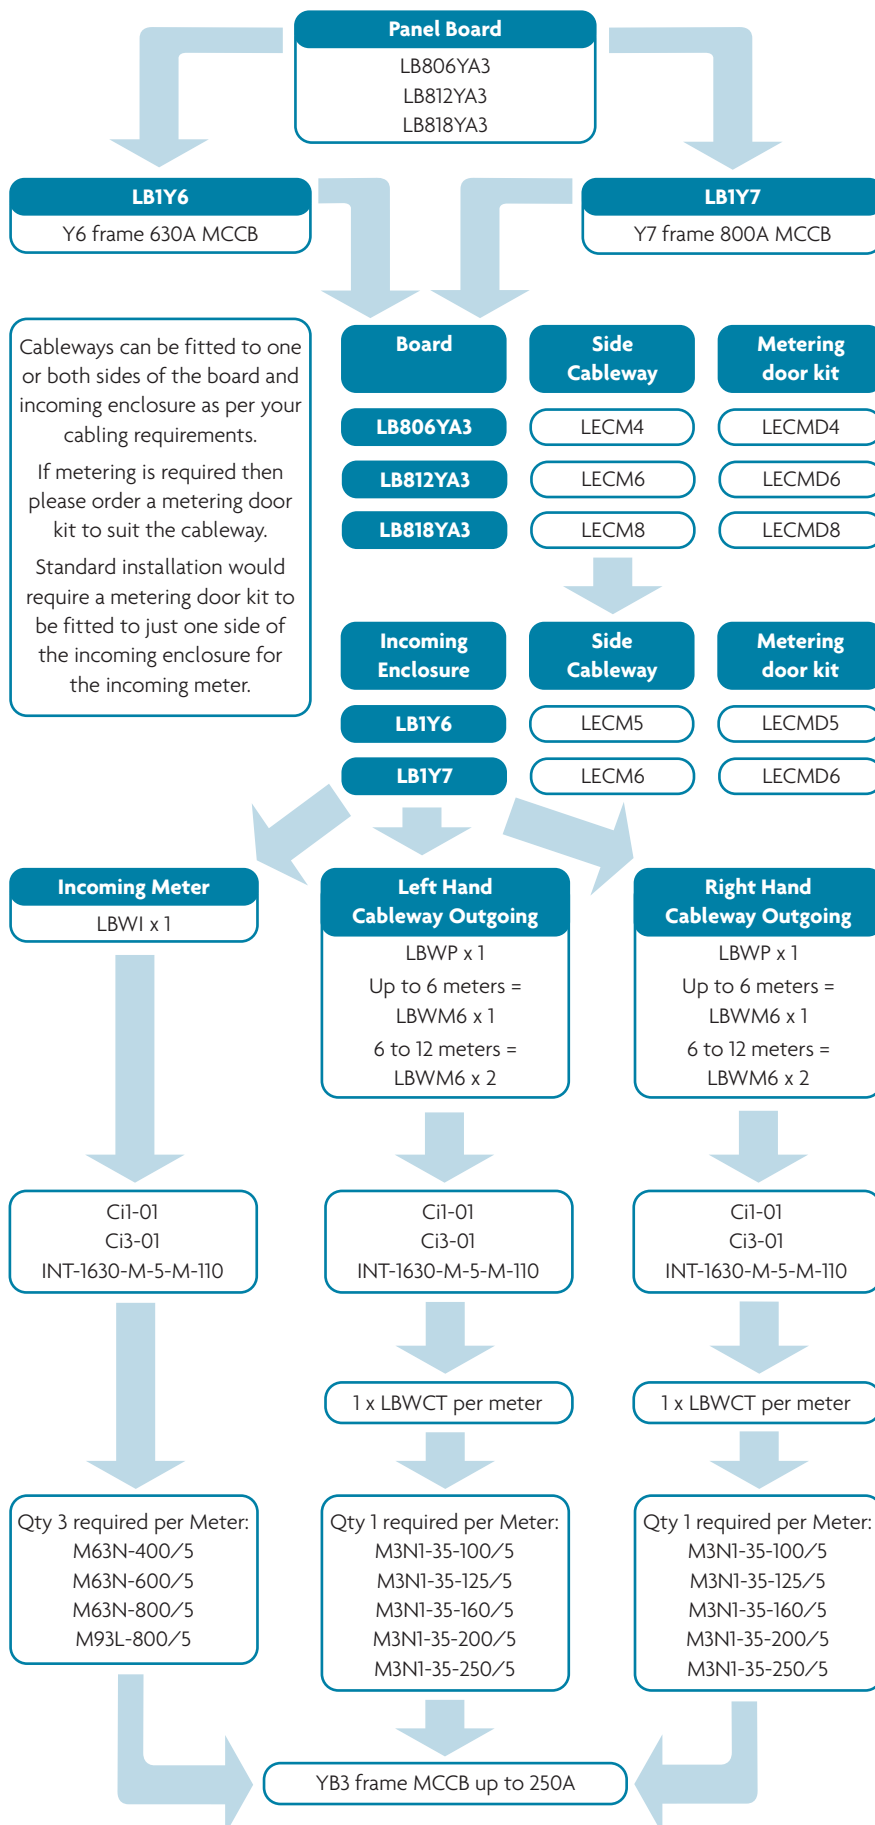 Panel Board
LB806YA3
LB812YA3
LB818YA3
LB1Y6
Y6 frame 630A MCCB
LB1Y7
Y7 frame 800A MCCB
Cableways can be fitted to one
or both sides of the board and
incoming enclosure as per your
cabling requirements.
If metering is required then
please order a metering door
kit to suit the cableway.
Standard installation would
require a metering door kit to
be fitted to just one side of
the incoming enclosure for
the incoming meter.
Board
Side
Cableway
Metering
door kit
LB806YA3
LECM4
LECMD4
LB812YA3
LECM6
LECMD6
LB818YA3
LECM8
LECMD8
Incoming
Enclosure
Side
Cableway
Metering
door kit
LB1Y6
LECM5
LECMD5
LB1Y7
LECM6
LECMD6
Incoming Meter
LBWI x 1
Left Hand
Cableway Outgoing
LBWP x 1
Up to 6 meters =
LBWM6 x 1
6 to 12 meters =
LBWM6 x 2
Right Hand
Cableway Outgoing
LBWP x 1
Up to 6 meters =
LBWM6 x 1
6 to 12 meters =
LBWM6 x 2
Ci1-01
Ci3-01
INT-1630-M-5-M-110
Ci1-01
Ci3-01
INT-1630-M-5-M-110
Ci1-01
Ci3-01
INT-1630-M-5-M-110
1 x LBWCT per meter
1 x LBWCT per meter
Qty 3 required per Meter:
M63N-400/5
M63N-600/5
M63N-800/5
M93L-800/5
Qty 1 required per Meter:
M3N1-35-100/5
M3N1-35-125/5
M3N1-35-160/5
M3N1-35-200/5
M3N1-35-250/5
Qty 1 required per Meter:
M3N1-35-100/5
M3N1-35-125/5
M3N1-35-160/5
M3N1-35-200/5
M3N1-35-250/5
YB3 frame MCCB up to 250A